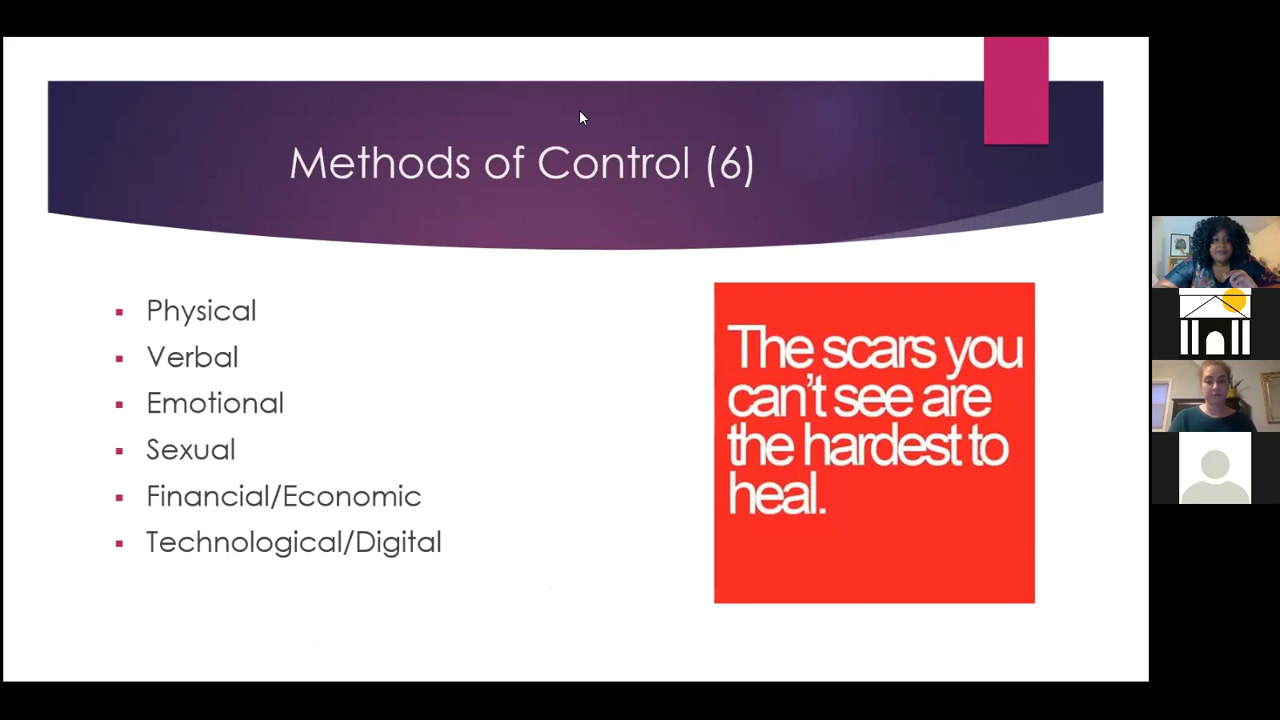 Methods of Control (6)
Physical
Verbal
Emotional
Sexual
Financial/Economic
Technological/Digital
The scars you
can't see are
the hardest to
heal.